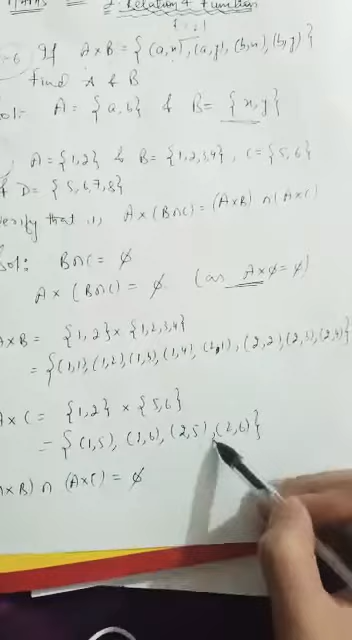 2. Relation & Function
If A×B = {(a,x), (a,y), (b,x), (b,y)}
find A & B
Sol: A = {a,b} & B = {x,y}
A = {1,2} & B = {1,2,3,4}, C = {5,6}
& D = {5,6,7,8}
verify that i, A×(B∩C) = (A×B)∩(A×C)
Sol: B∩C = ϕ
A×(B∩C) = ϕ (as A×ϕ = ϕ)
A×B = {1,2}×{1,2,3,4}
= {(1,1),(1,2),(1,3),(1,4),(2,1),(2,2),(2,3),(2,4)}
A×C = {1,2} × {5,6}
= {(1,5), (1,6), (2,5), (2,6)}
(A×B) ∩ (A×C) = ϕ